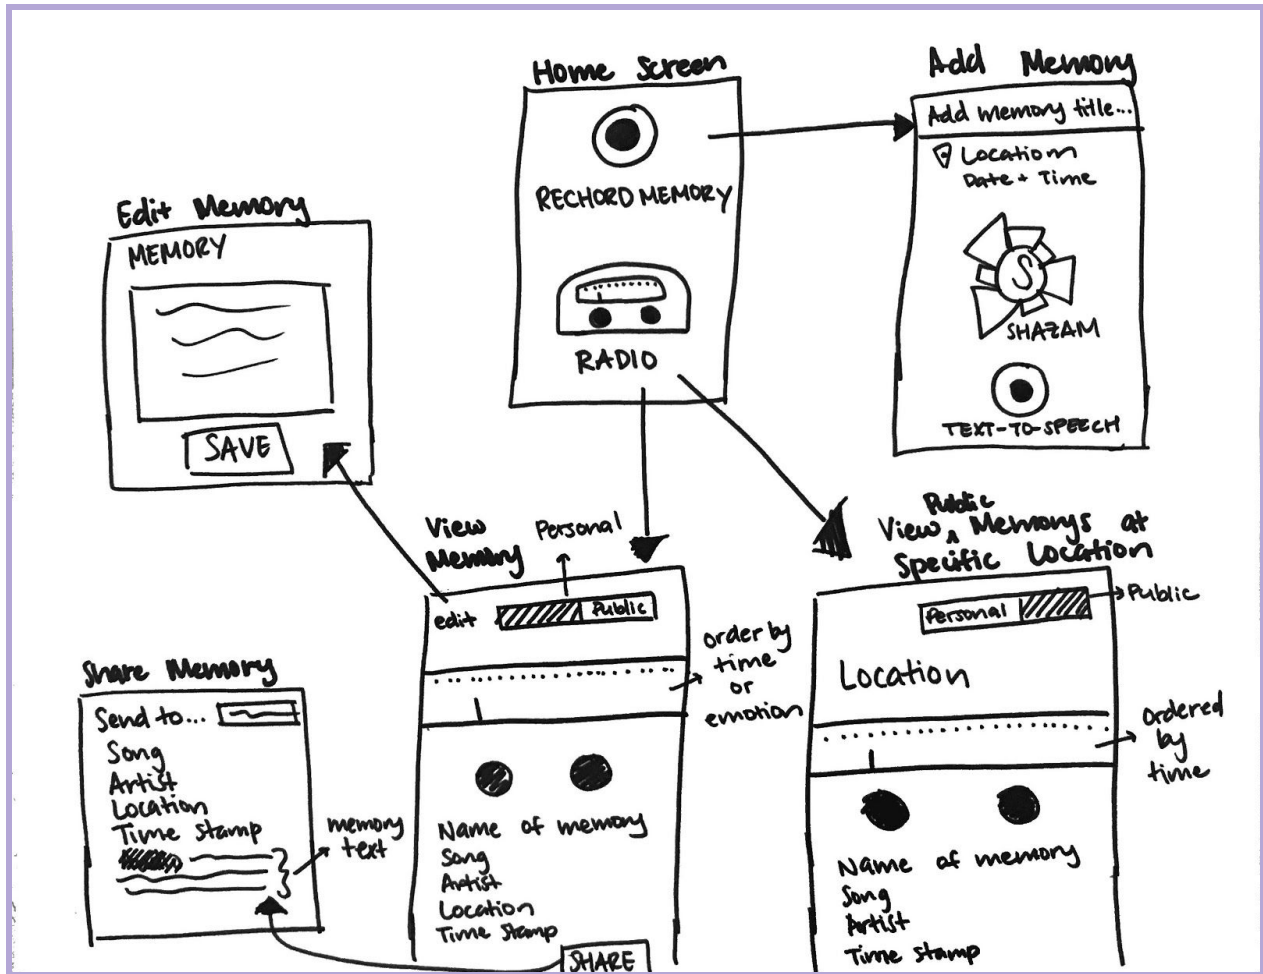 Home Screen
RECHORD MEMORY
RADIO
Add Memory
Add memory title...
Location
Date + Time
S
SHAZAM
TEXT-TO-SPEECH
Edit Memory
MEMORY
SAVE
View
Memory
Personal
edit
Public
order by
time
or
emotion
Name of memory
Song
Artist
Location
Time Stamp
SHARE
Public
View ^ Memorys at
Specific Location
Personal
Public
Location
ordered
by
time
Name of memory
Song
Artist
Time Stamp
Share Memory
Send to...
Song
Artist
Location
Time Stamp
memory
text